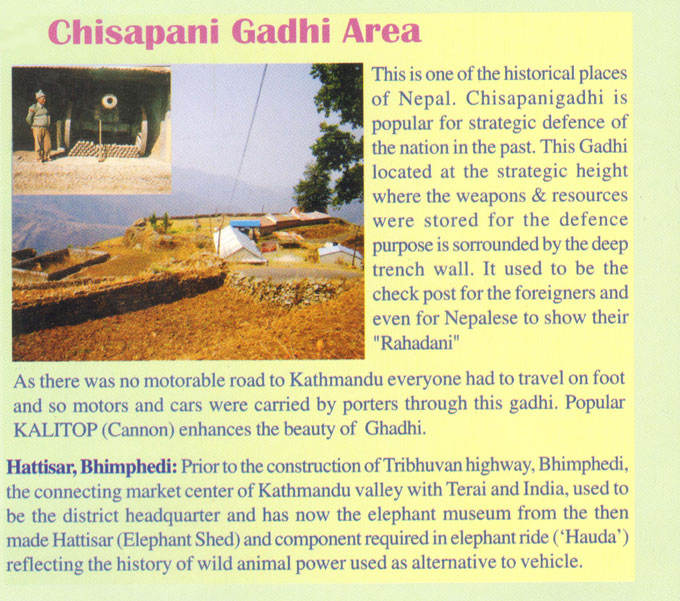 Chisapani Gadhi Area
This is one of the historical places
of Nepal. Chisapanigadhi is
popular for strategic defence of
the nation in the past. This Gadhi
located at the strategic height
where the weapons & resources
were stored for the defence
purpose is sorrounded by the deep
trench wall. It used to be the
check post for the foreigners and
even for Nepalese to show their
"Rahadani"
As there was no motorable road to Kathmandu everyone had to travel on foot
and so motors and cars were carried by porters through this gadhi. Popular
KALITOP (Cannon) enhances the beauty of Ghadhi.
Hattisar, Bhimphedi: Prior to the construction of Tribhuvan highway, Bhimphedi,
the connecting market center of Kathmandu valley with Terai and India, used to
be the district headquarter and has now the elephant museum from the then
made Hattisar (Elephant Shed) and component required in elephant ride (‘Hauda’)
reflecting the history of wild animal power used as alternative to vehicle.